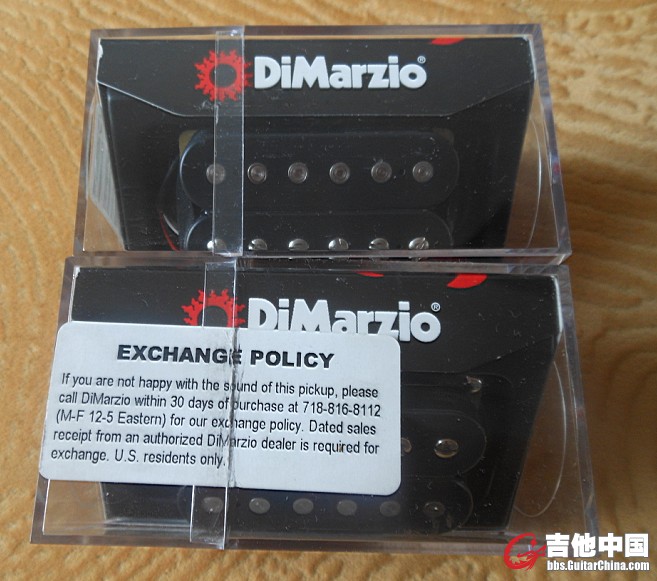 DiMarzio®
DiMarzio®
EXCHANGE POLICY
If you are not happy with the sound of this pickup, please
call DiMarzio within 30 days of purchase at 718-816-8112
(M-F 12-5 Eastern) for our exchange policy. Dated sales
receipt from an authorized DiMarzio dealer is required for
exchange. U.S. residents only.
吉他中国
bbs.GuitarChina.com